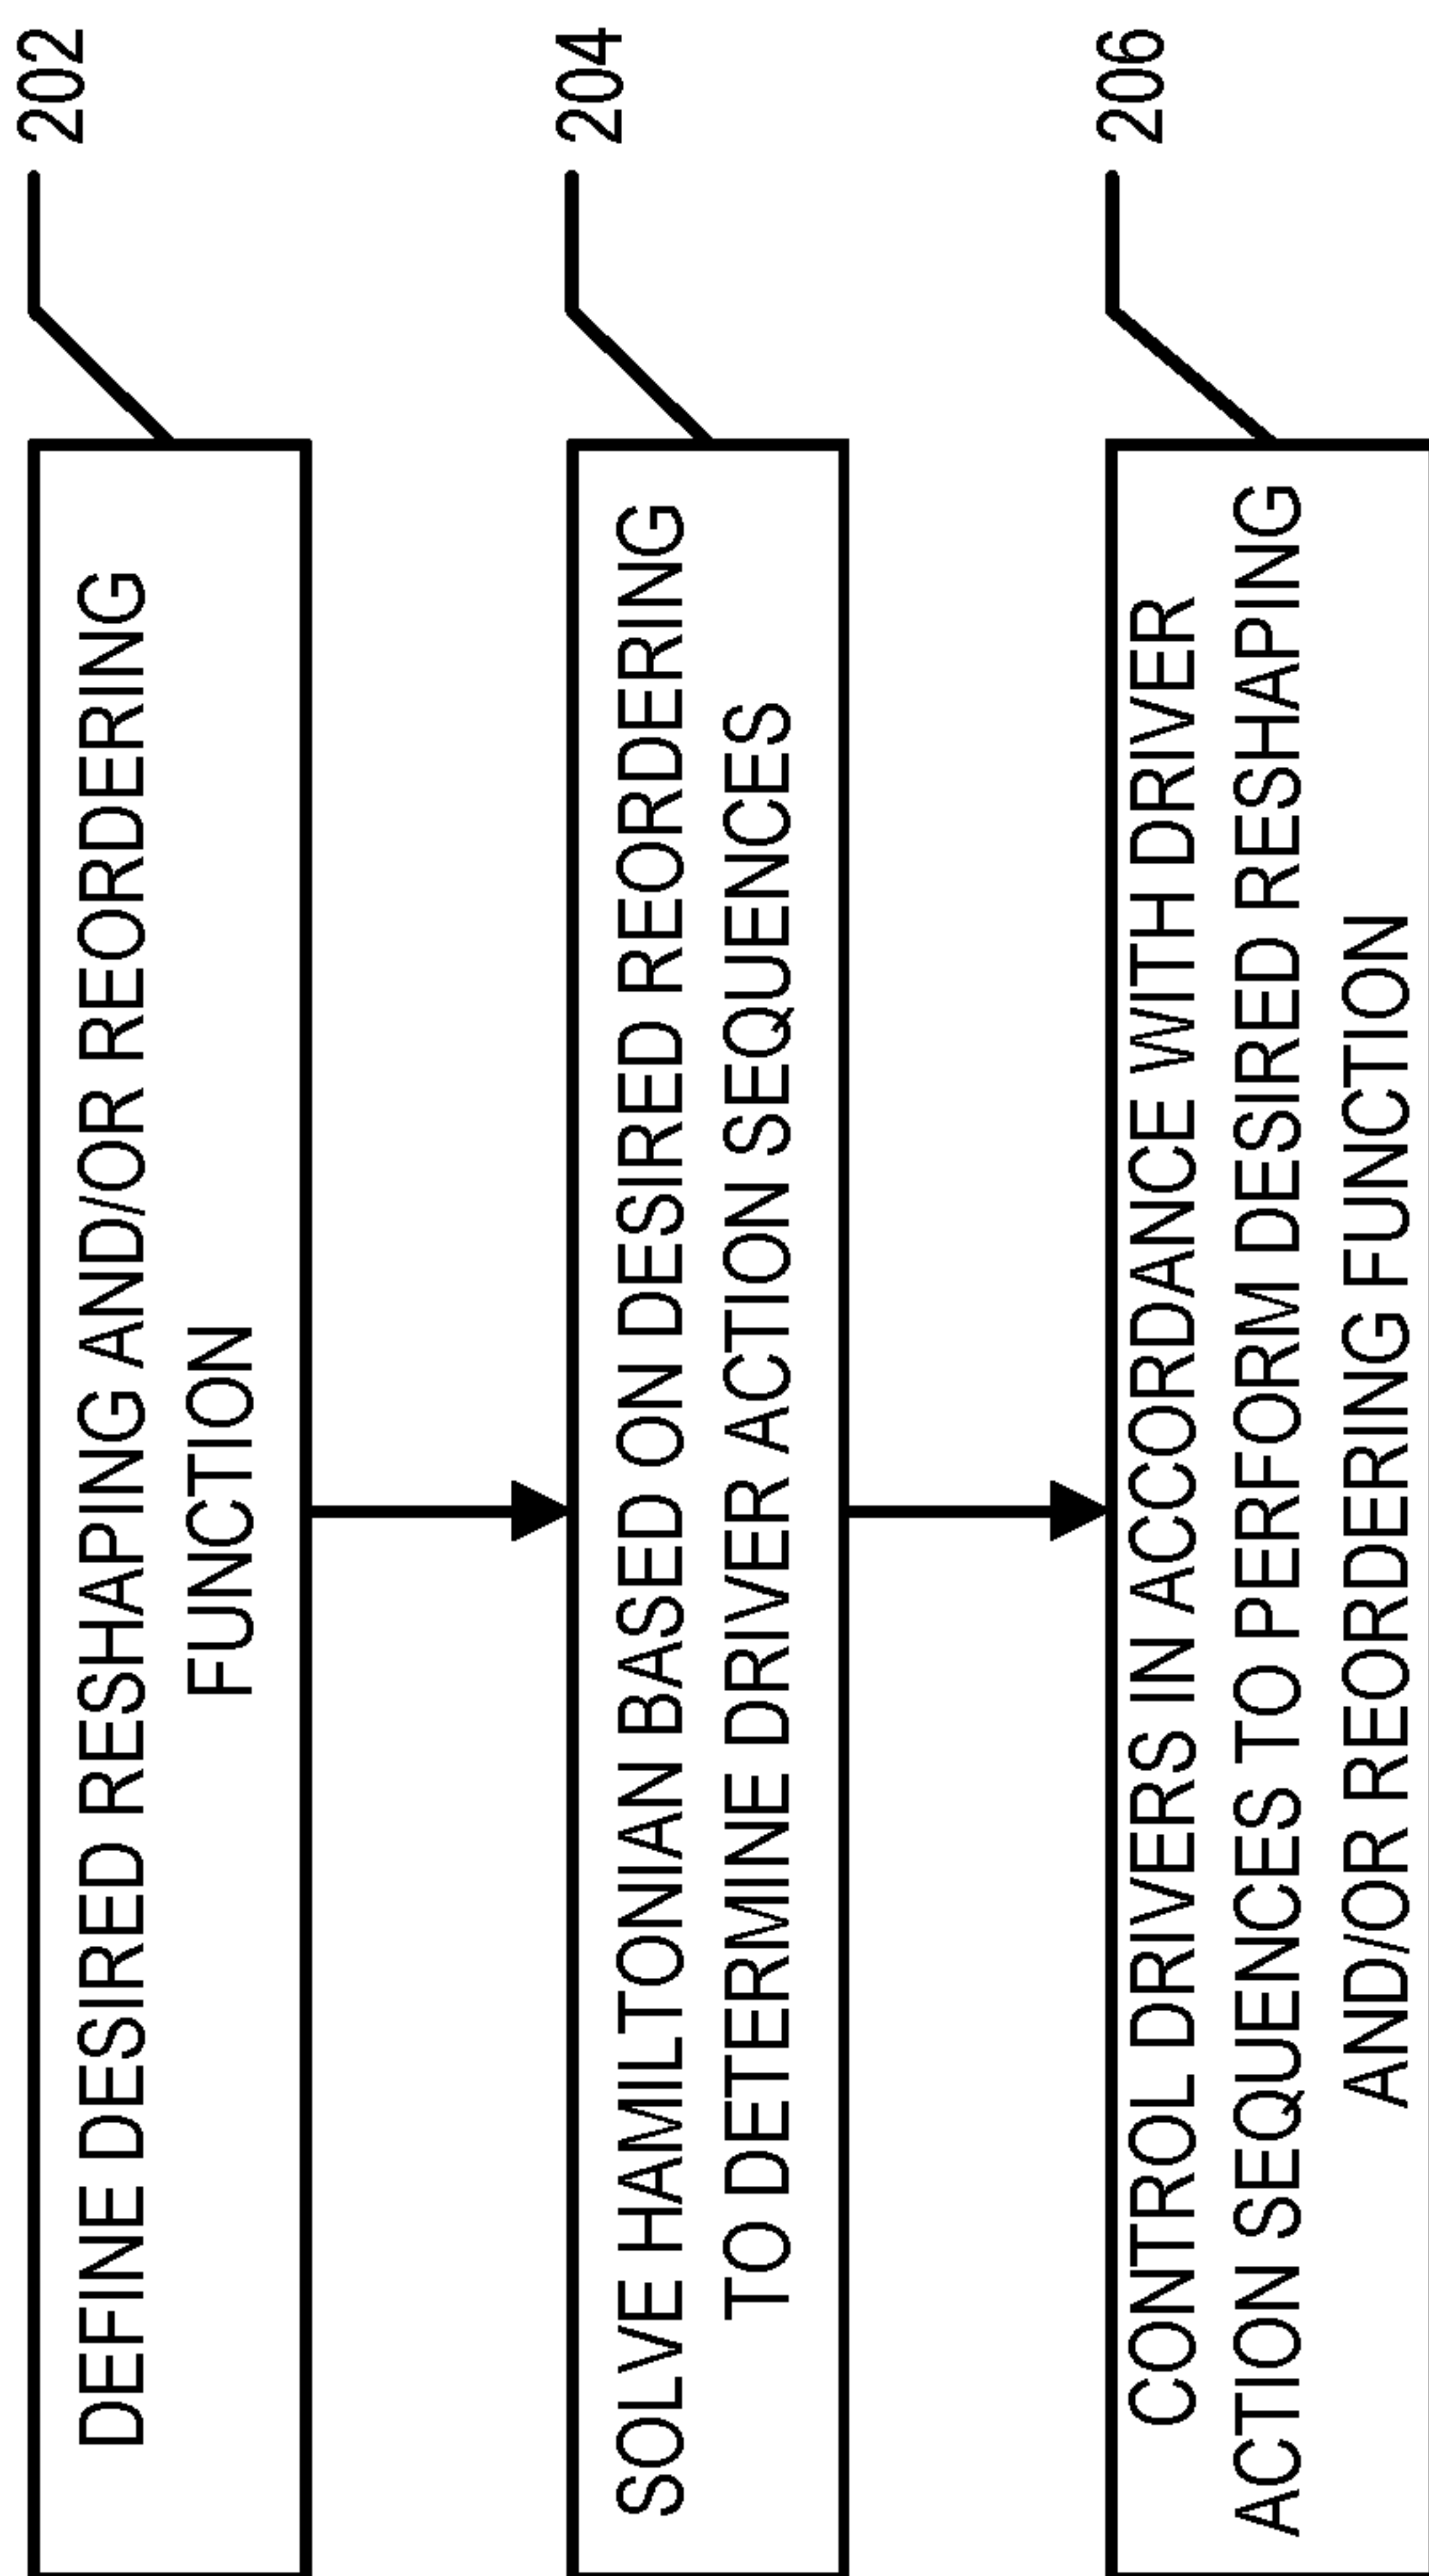 DEFINE DESIRED RESHAPING AND/OR REORDERING
FUNCTION
202
SOLVE HAMILTONIAN BASED ON DESIRED REORDERING
TO DETERMINE DRIVER ACTION SEQUENCES
204
CONTROL DRIVERS IN ACCORDANCE WITH DRIVER
ACTION SEQUENCES TO PERFORM DESIRED RESHAPING
AND/OR REORDERING FUNCTION
206